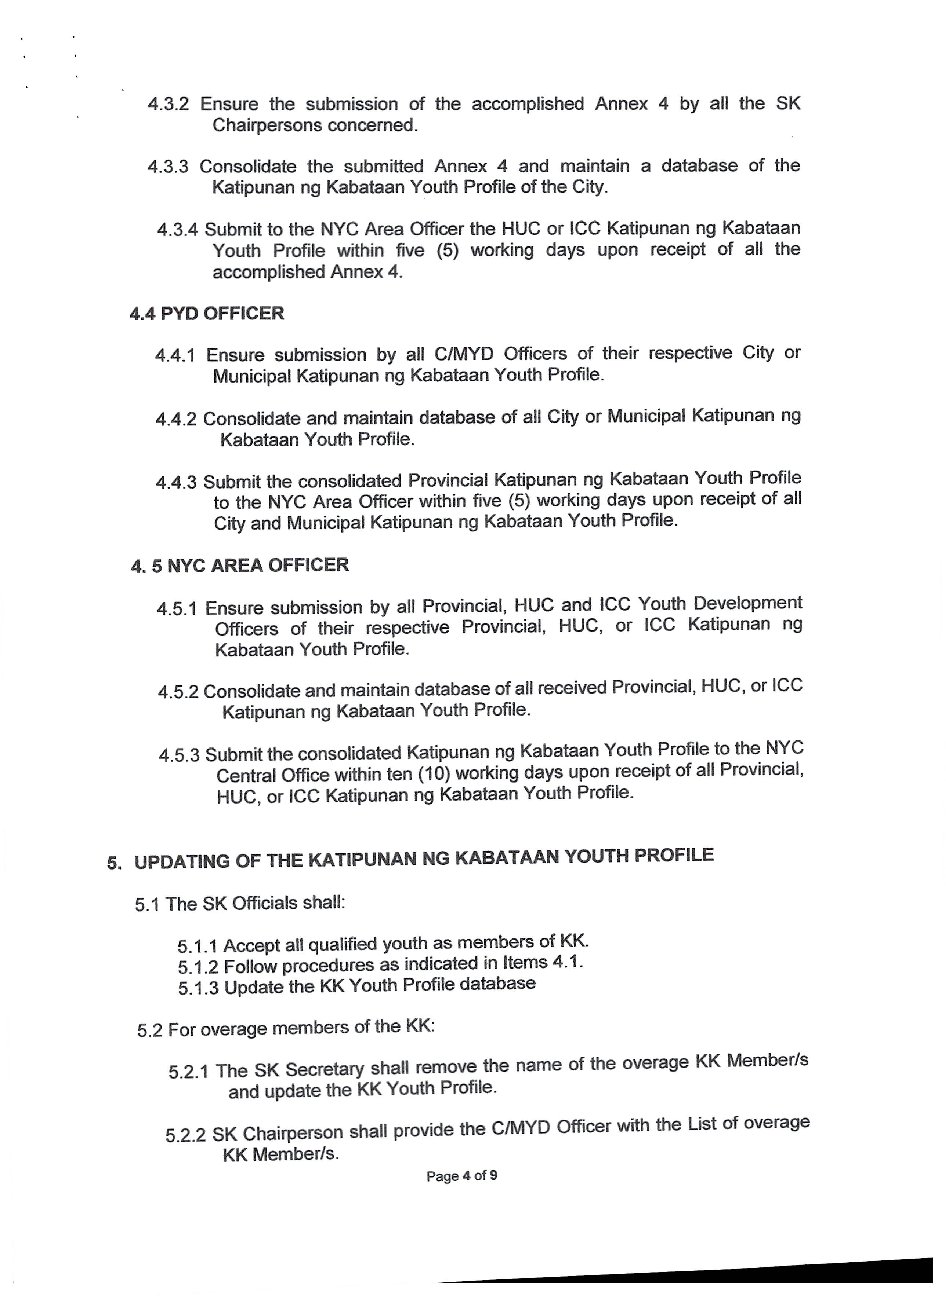 4.3.2 Ensure the submission of the accomplished Annex 4 by all the SK
Chairpersons concerned.
4.3.3 Consolidate the submitted Annex 4 and maintain a database of the
Katipunan ng Kabataan Youth Profile of the City.
4.3.4 Submit to the NYC Area Officer the HUC or ICC Katipunan ng Kabataan
Youth Profile within five (5) working days upon receipt of all the
accomplished Annex 4.
4.4 PYD OFFICER
4.4.1 Ensure submission by all C/MYD Officers of their respective City or
Municipal Katipunan ng Kabataan Youth Profile.
4.4.2 Consolidate and maintain database of all City or Municipal Katipunan ng
Kabataan Youth Profile.
4.4.3 Submit the consolidated Provincial Katipunan ng Kabataan Youth Profile
to the NYC Area Officer within five (5) working days upon receipt of all
City and Municipal Katipunan ng Kabataan Youth Profile.
4. 5 NYC AREA OFFICER
4.5.1 Ensure submission by all Provincial, HUC and ICC Youth Development
Officers of their respective Provincial, HUC, or ICC Katipunan ng
Kabataan Youth Profile.
4.5.2 Consolidate and maintain database of all received Provincial, HUC, or ICC
Katipunan ng Kabataan Youth Profile.
4.5.3 Submit the consolidated Katipunan ng Kabataan Youth Profile to the NYC
Central Office within ten (10) working days upon receipt of all Provincial,
HUC, or ICC Katipunan ng Kabataan Youth Profile.
5. UPDATING OF THE KATIPUNAN NG KABATAAN YOUTH PROFILE
5.1 The SK Officials shall:
5.1.1 Accept all qualified youth as members of KK.
5.1.2 Follow procedures as indicated in Items 4.1.
5.1.3 Update the KK Youth Profile database
5.2 For overage members of the KK:
5.2.1 The SK Secretary shall remove the name of the overage KK Member/s
and update the KK Youth Profile.
5.2.2 SK Chairperson shall provide the C/MYD Officer with the List of overage
KK Member/s.
Page 4 of 9